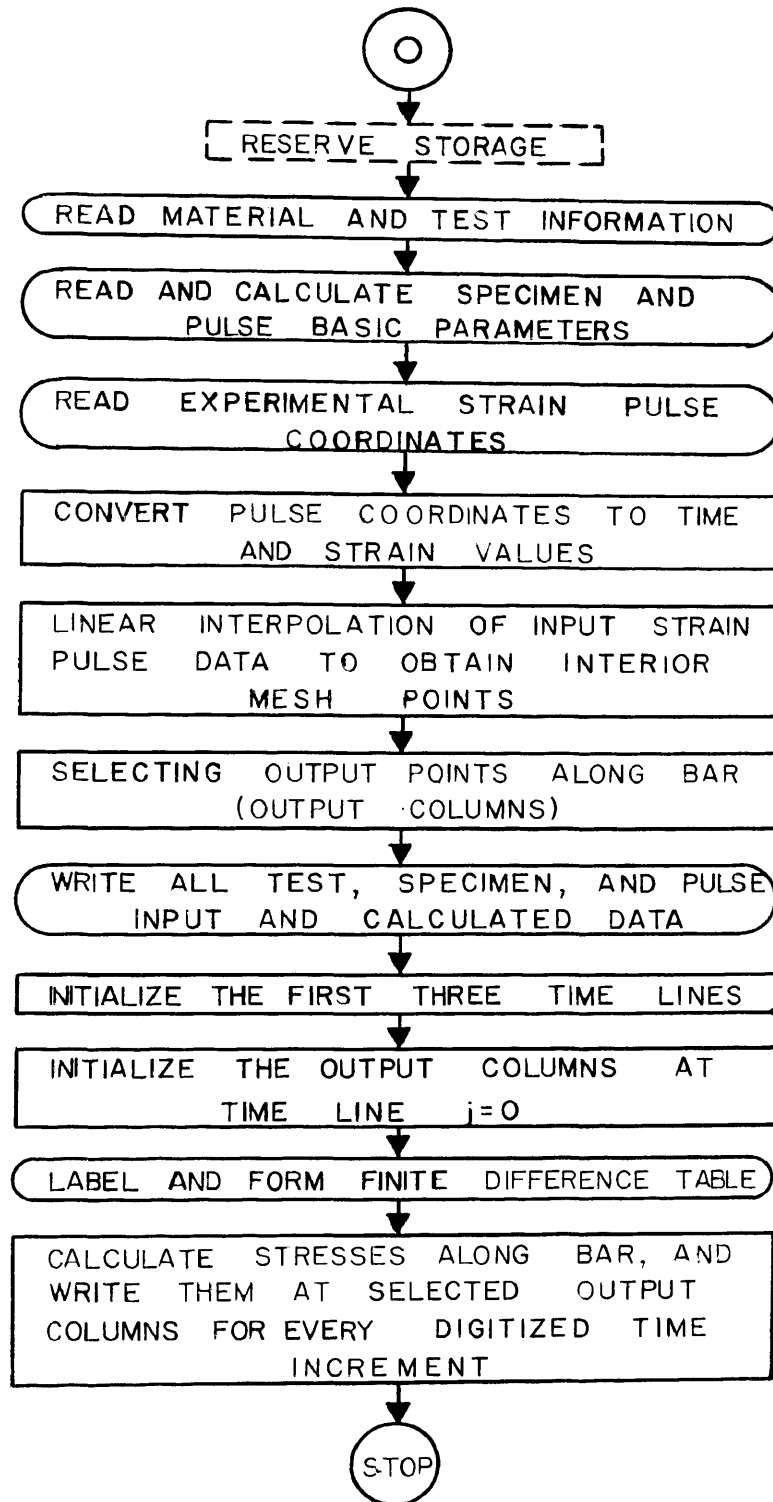 RESERVE STORAGE
READ MATERIAL AND TEST INFORMATION
READ AND CALCULATE SPECIMEN AND
PULSE BASIC PARAMETERS
READ EXPERIMENTAL STRAIN PULSE
COORDINATES
CONVERT PULSE COORDINATES TO TIME
AND STRAIN VALUES
LINEAR INTERPOLATION OF INPUT STRAIN
PULSE DATA TO OBTAIN INTERIOR
MESH POINTS
SELECTING OUTPUT POINTS ALONG BAR
(OUTPUT COLUMNS)
WRITE ALL TEST, SPECIMEN, AND PULSE
INPUT AND CALCULATED DATA
INITIALIZE THE FIRST THREE TIME LINES
INITIALIZE THE OUTPUT COLUMNS AT
TIME LINE j=0
LABEL AND FORM FINITE DIFFERENCE TABLE
CALCULATE STRESSES ALONG BAR, AND
WRITE THEM AT SELECTED OUTPUT
COLUMNS FOR EVERY DIGITIZED TIME
INCREMENT
STOP